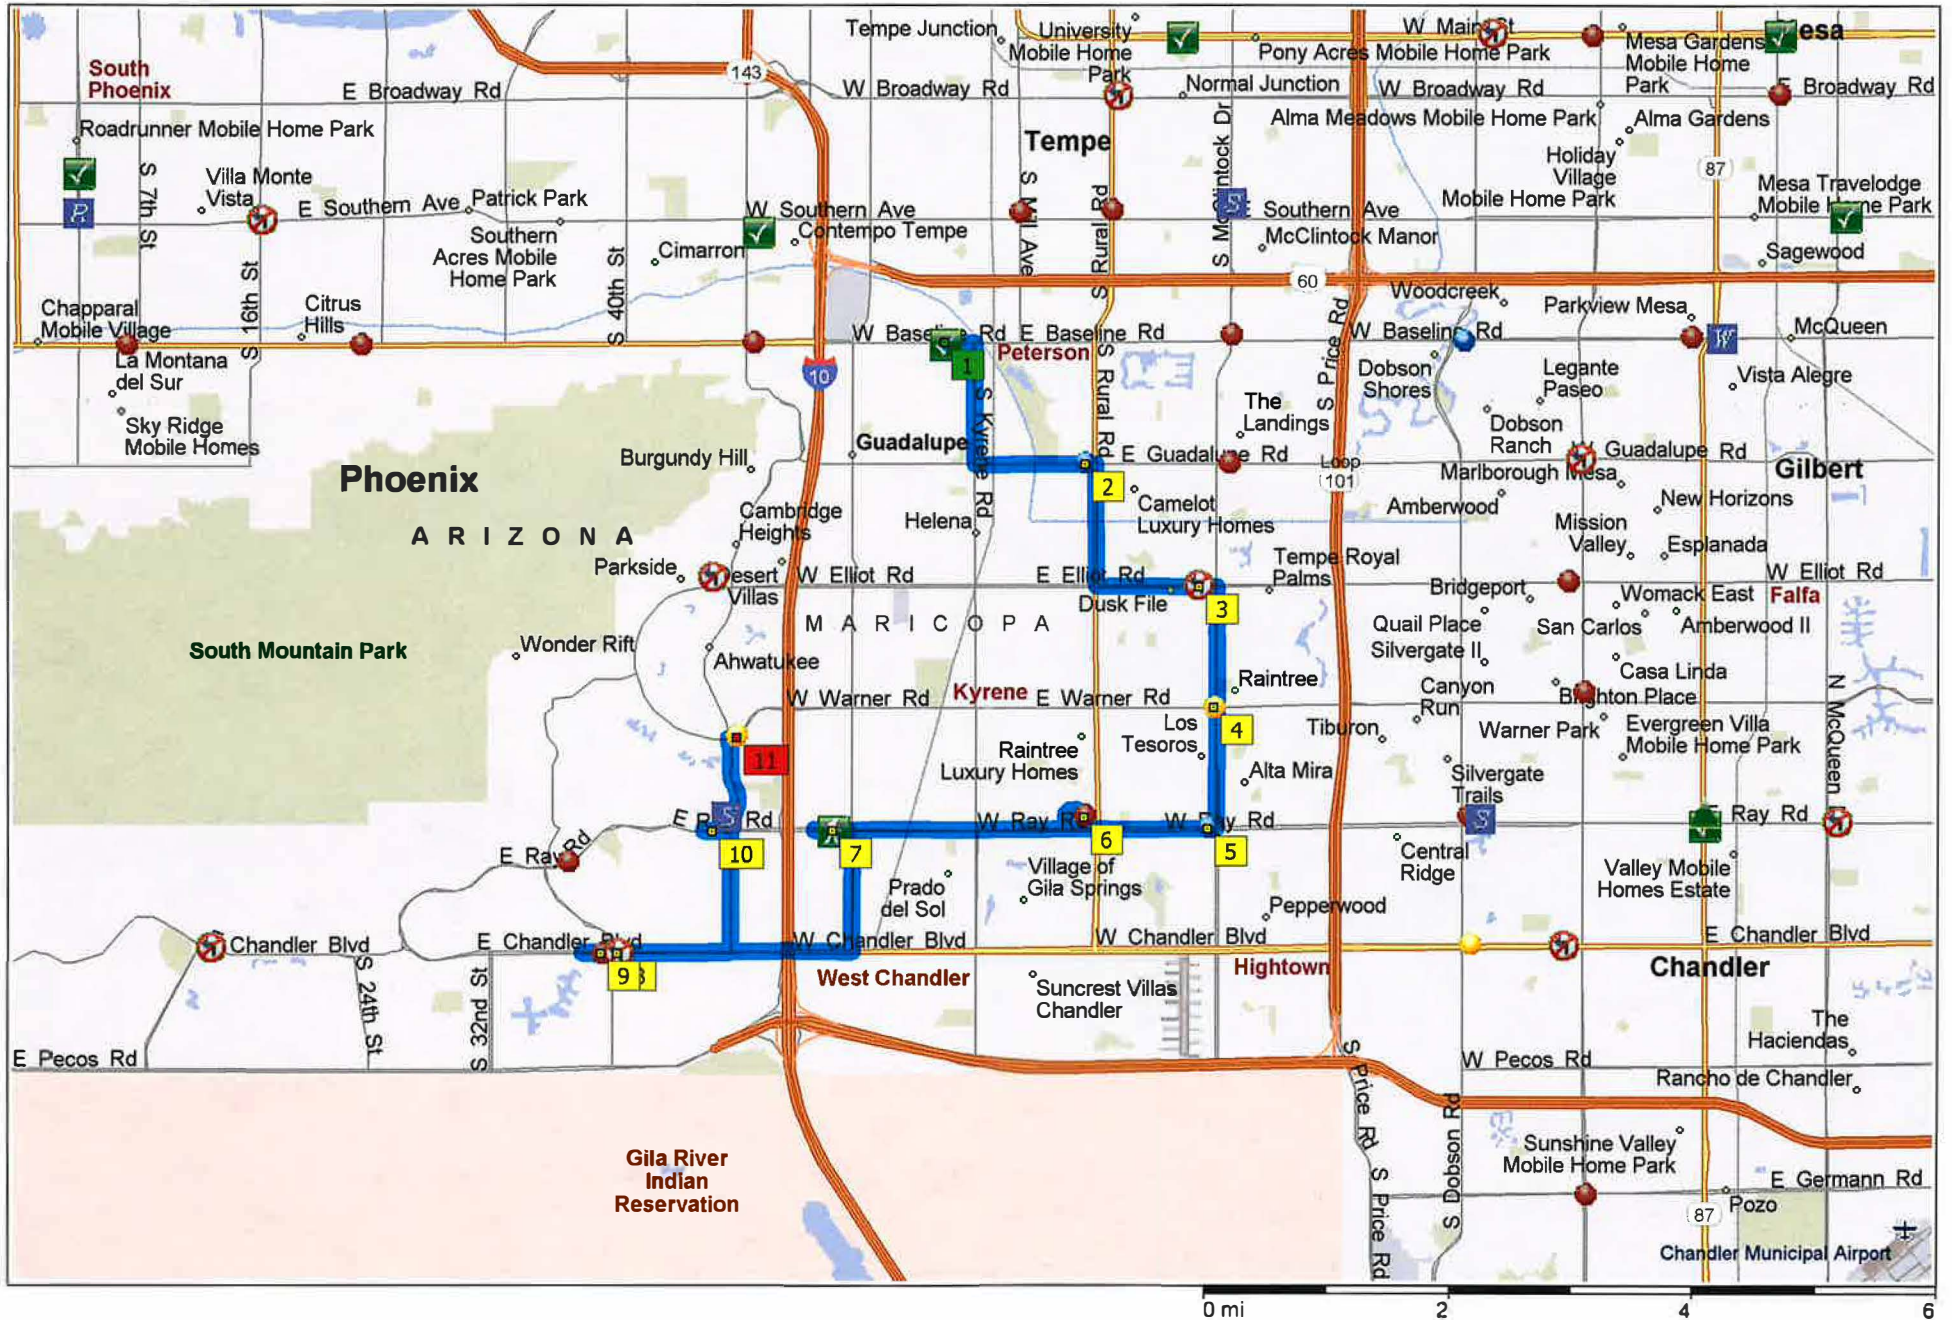 Tempe Junction
University
Mobile Home
Park
W Main St
Pony Acres Mobile Home Park
Mesa Gardens
Mobile Home
Park
esa
South
Phoenix
143
E Broadway Rd
W Broadway Rd
Normal Junction
W Broadway Rd
E Broadway Rd
Roadrunner Mobile Home Park
Tempe
S McClintock Dr
Alma Meadows Mobile Home Park
Alma Gardens
Holiday
Village
Mobile Home Park
87
Mesa Travelodge
Mobile Home Park
S 7th St
Villa Monte
Vista
E Southern Ave
Patrick Park
Southern
Acres Mobile
Home Park
R
W Southern Ave
Contempo Tempe
Cimarron
S Mill Ave
S Rural Rd
S
Southern Ave
McClintock Manor
Sagewood
S 16th St
S 40th St
60
Woodcreek
Parkview Mesa
Chapparal
Mobile Village
Citrus
Hills
La Montana
del Sur
Sky Ridge
Mobile Homes
W Baseline Rd
E Baseline Rd
Peterson
1
10
S Price Rd
W Baseline Rd
W
McQueen
Dobson
Shores
Legante
Paseo
Vista Alegre
The
Landings
Dobson
Ranch
S Kyrene Rd
S Rural Rd
Guadalupe
Burgundy Hill
E Guadalupe Rd
Loop
101
W Guadalupe Rd
Gilbert
Marlborough Mesa
Phoenix
ARIZONA
2
Camelot
Luxury Homes
Amberwood
New Horizons
Cambridge
Heights
Helena
Mission
Valley
Esplanada
Parkside
Desert
Villas
W Elliot Rd
E Elliot Rd
Dusk File
Tempe Royal
Palms
3
W Elliot Rd
Bridgeport
Womack East
Falfa
MARICOPA
Quail Place
San Carlos
Amberwood II
South Mountain Park
Wonder Rift
Ahwatukee
Silvergate II
Casa Linda
Raintree
W Warner Rd
Kyrene
E Warner Rd
Canyon
Run
Brighton Place
N McQueen
Los
Tesoros
4
Tiburon
Warner Park
Evergreen Villa
Mobile Home Park
11
Raintree
Luxury Homes
Alta Mira
Silvergate
Trails
S
E Ray Rd
W Ray Rd
W Ray Rd
S
E Ray Rd
10
7
6
5
E Ray Rd
Prado
del Sol
Village of
Gila Springs
Central
Ridge
Valley Mobile
Homes Estate
Pepperwood
Chandler Blvd
E Chandler Blvd
W Chandler Blvd
W Chandler Blvd
E Chandler Blvd
9
8
West Chandler
Hightown
Chandler
S 24th St
S 32nd St
Suncrest Villas
Chandler
The
Haciendas
E Pecos Rd
W Pecos Rd
Rancho de Chandler
S Price Rd
S Dobson Rd
S Price Rd
Gila River
Indian
Reservation
Sunshine Valley
Mobile Home Park
E Germann Rd
87
Pozo
Chandler Municipal Airport
0 mi
2
4
6